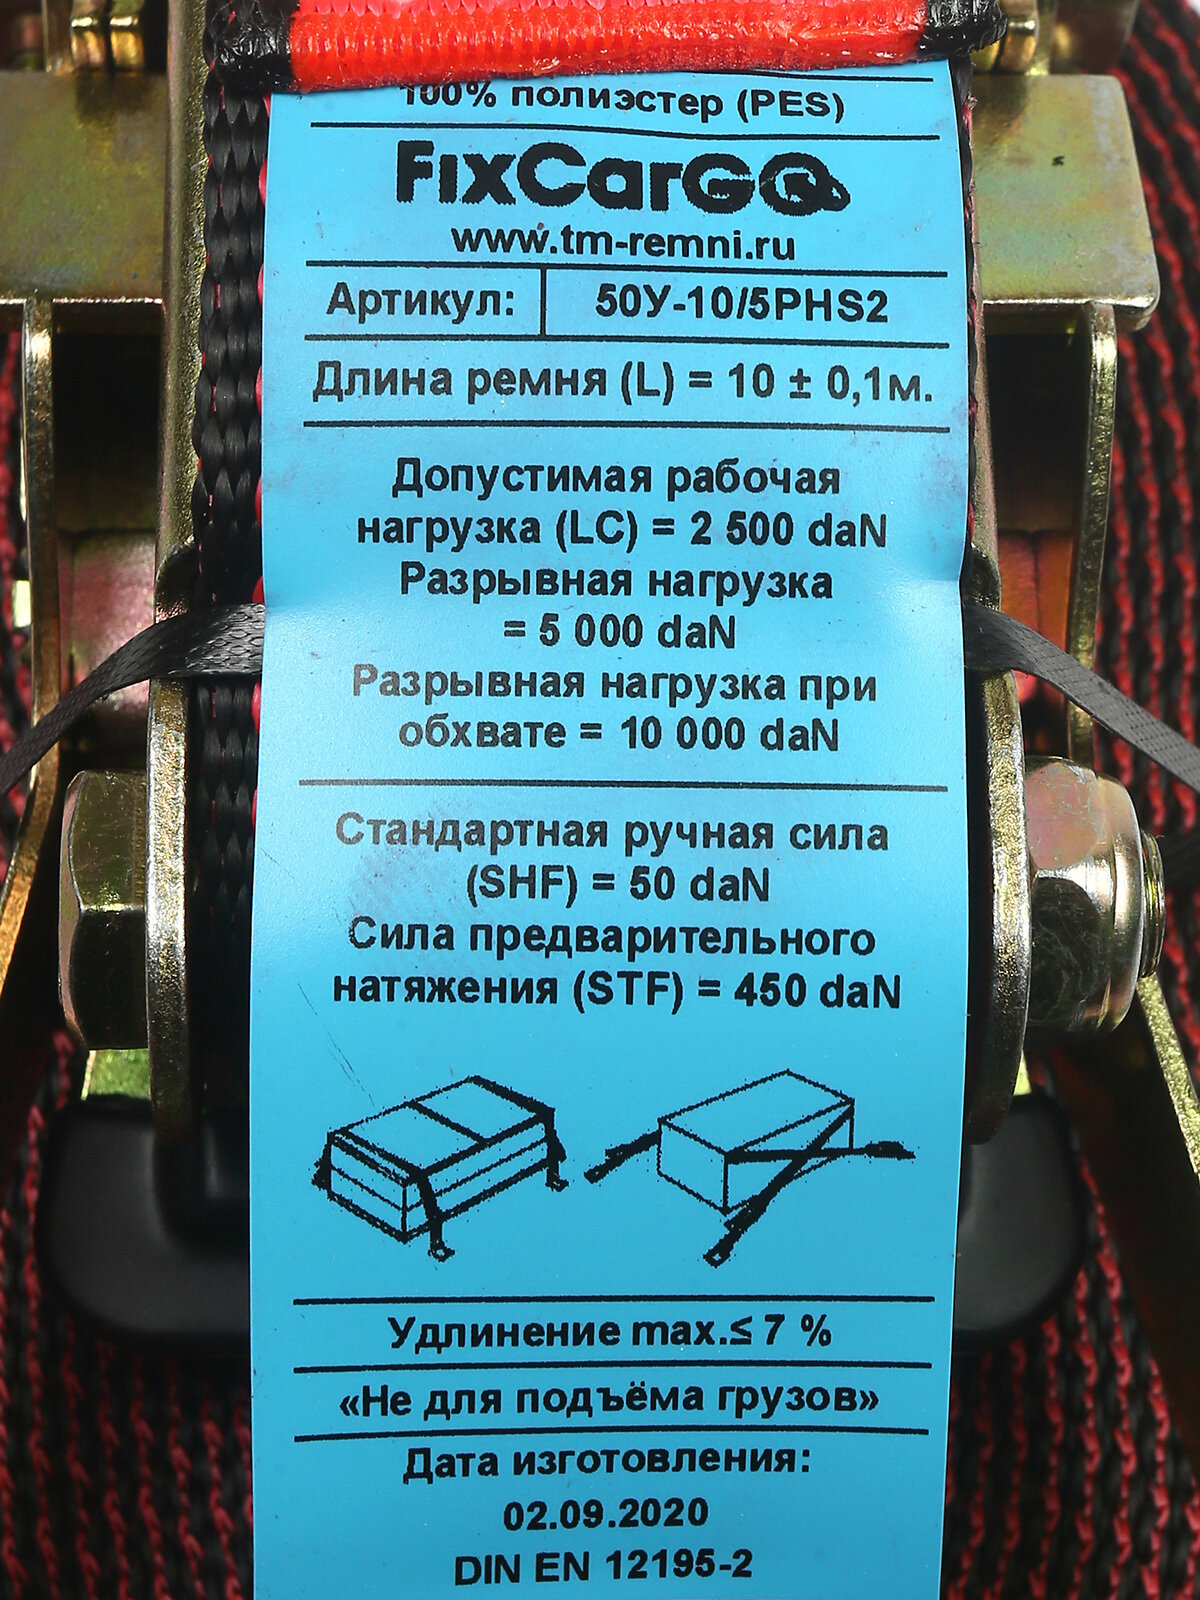 100% полиэстер (PES)
FixCarGO
www.tm-remni.ru
Артикул: 50У-10/5PHS2
Длина ремня (L) = 10 ± 0,1м.
Допустимая рабочая
нагрузка (LC) = 2 500 daN
Разрывная нагрузка
= 5 000 daN
Разрывная нагрузка при
обхвате = 10 000 daN
Стандартная ручная сила
(SHF) = 50 daN
Сила предварительного
натяжения (STF) = 450 daN
Удлинение max.≤ 7 %
«Не для подъёма грузов»
Дата изготовления:
02.09.2020
DIN EN 12195-2